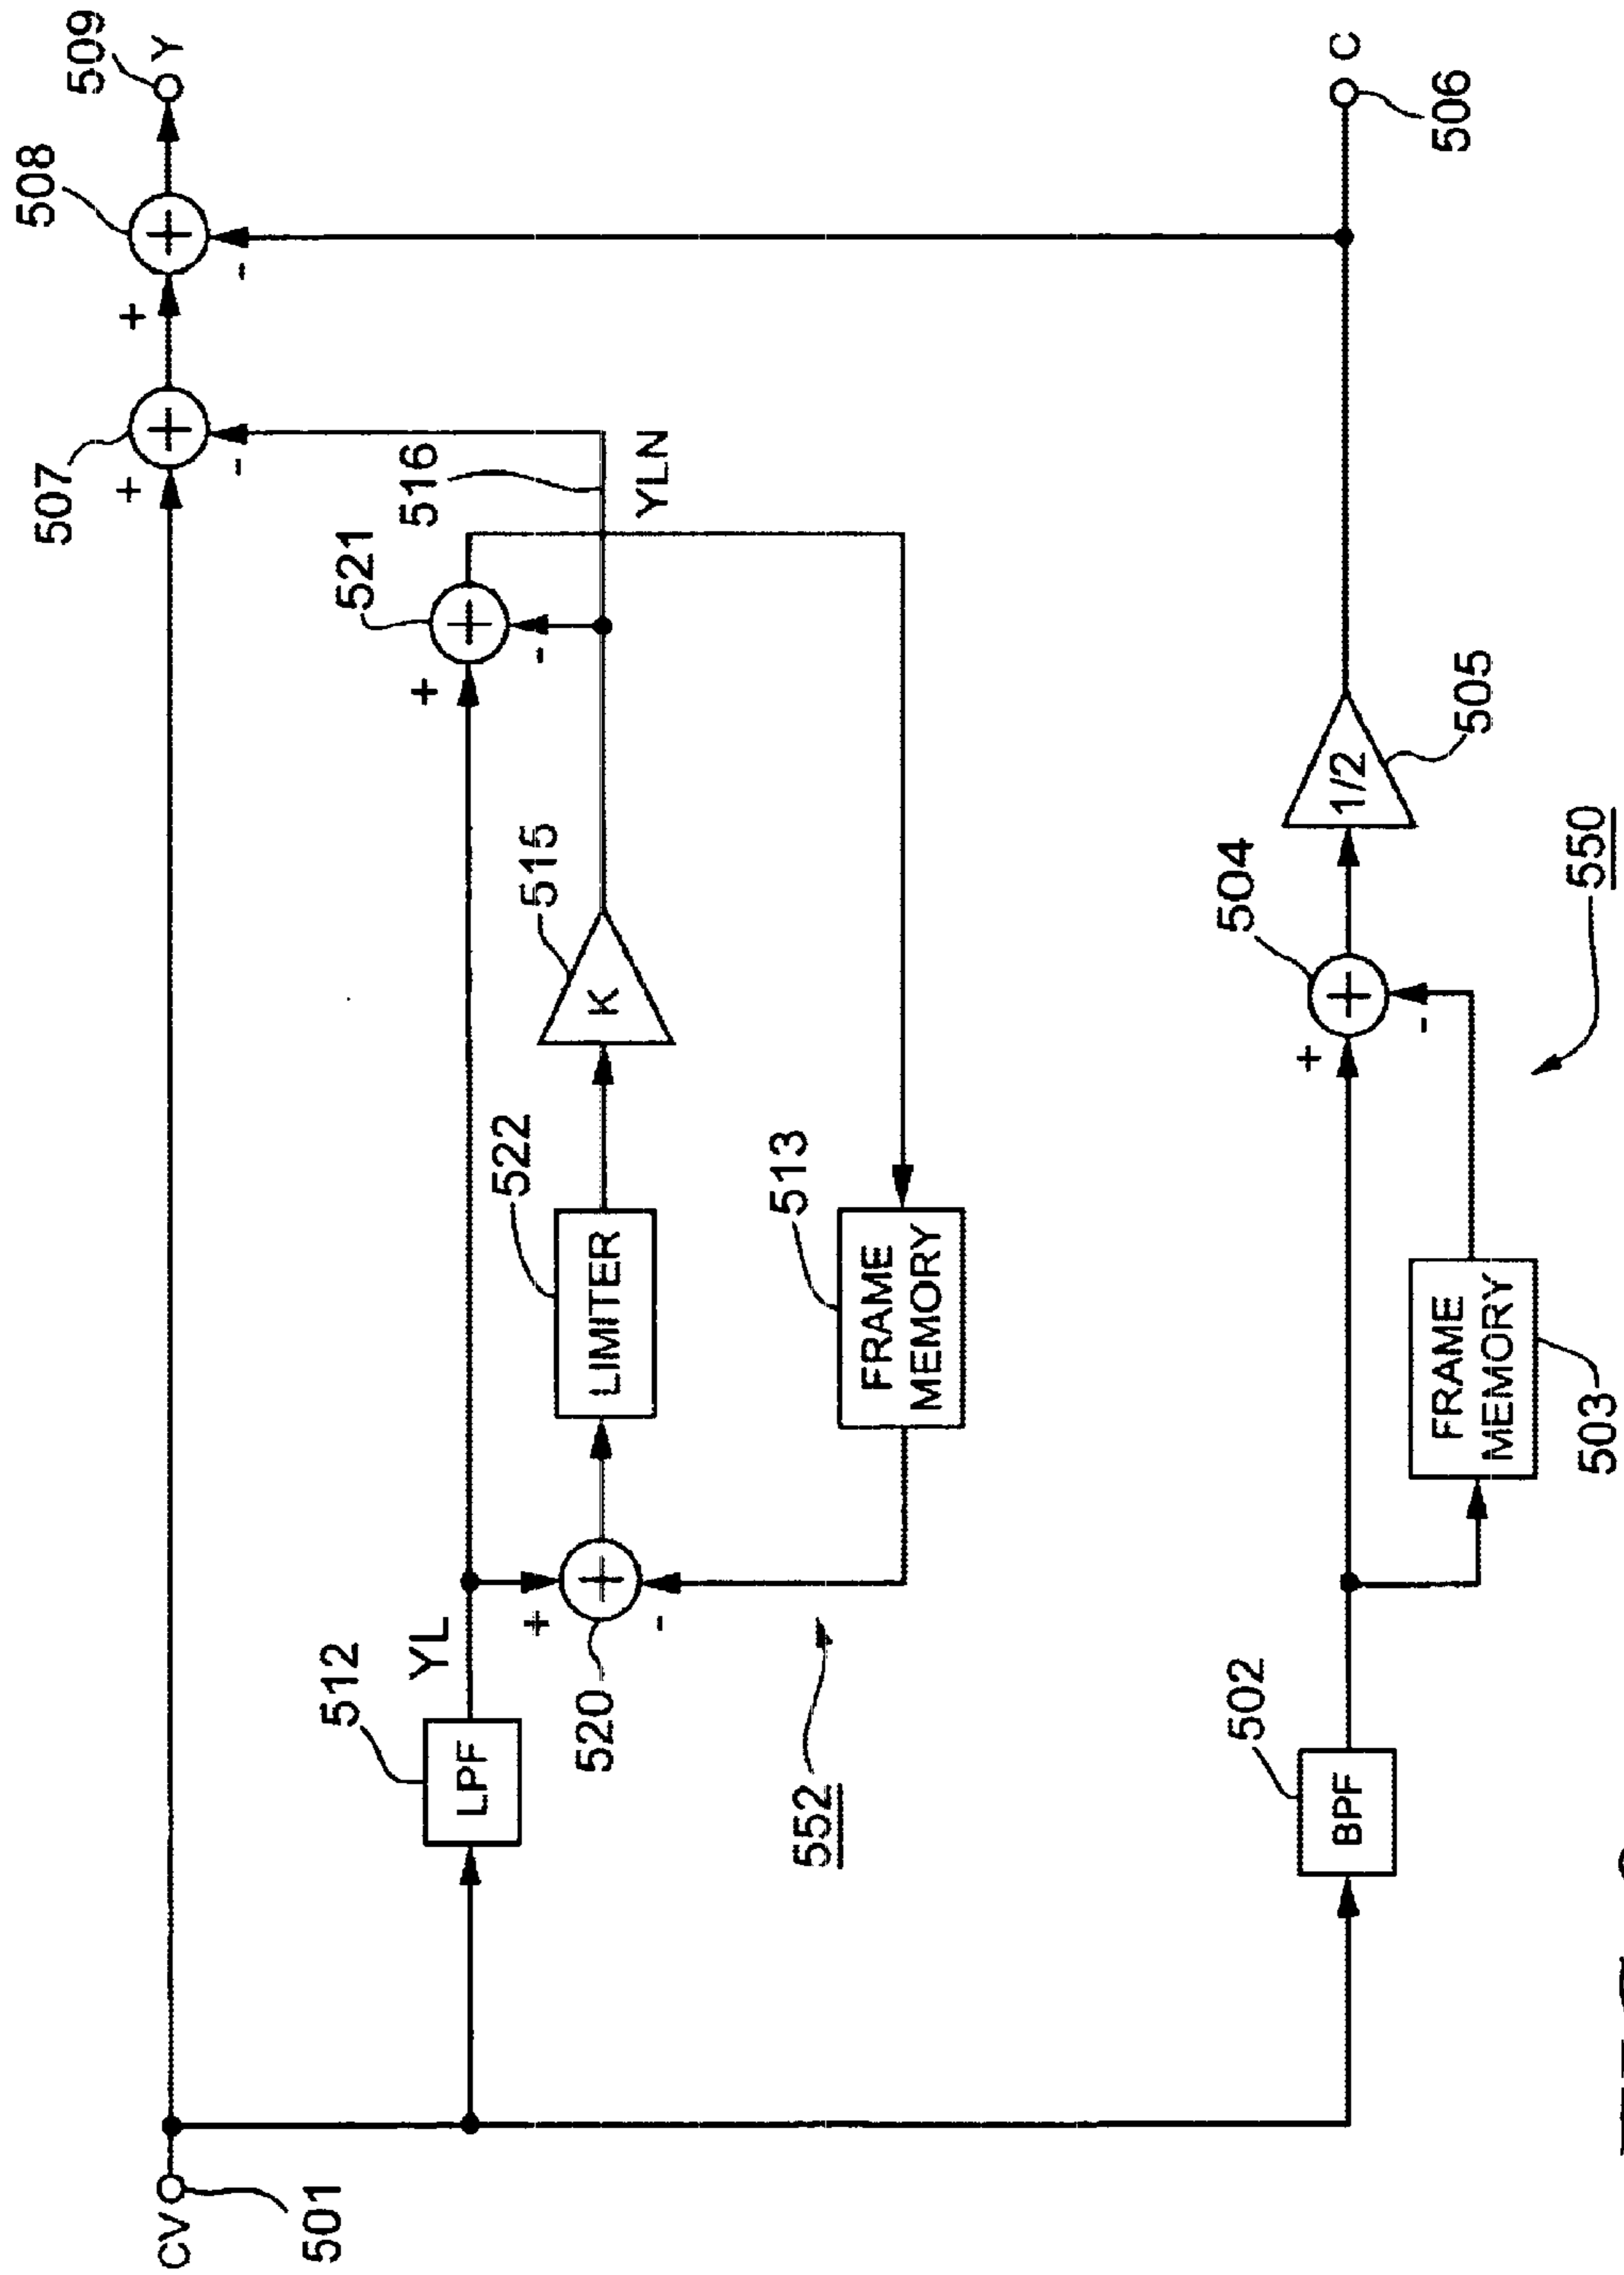 509
Y
508
507
+
-
+
-
516
YLN
521
+
-
515
K
522
LIMITER
513
FRAME
MEMORY
512
LPF
YL
+
-
520
552
CV
501
C
506
1/2
505
504
+
-
550
FRAME
MEMORY
503
502
BPF